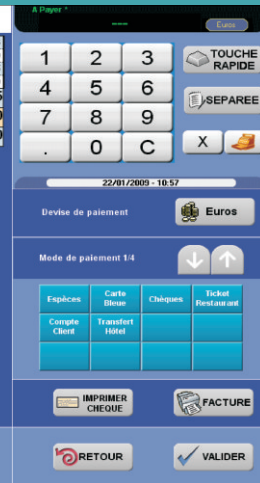 A Payer *
---
Euros
1 2 3
TOUCHE
RAPIDE
4 5 6
SEPAREE
7 8 9
. 0 C
X
22/01/2009 - 10:57
Devise de paiement
Euros
Mode de paiement 1/4
Espèces
Carte
Bleue
Chèques
Ticket
Restaurant
Compte
Client
Transfert
Hôtel
IMPRIMER
CHEQUE
FACTURE
RETOUR
VALIDER